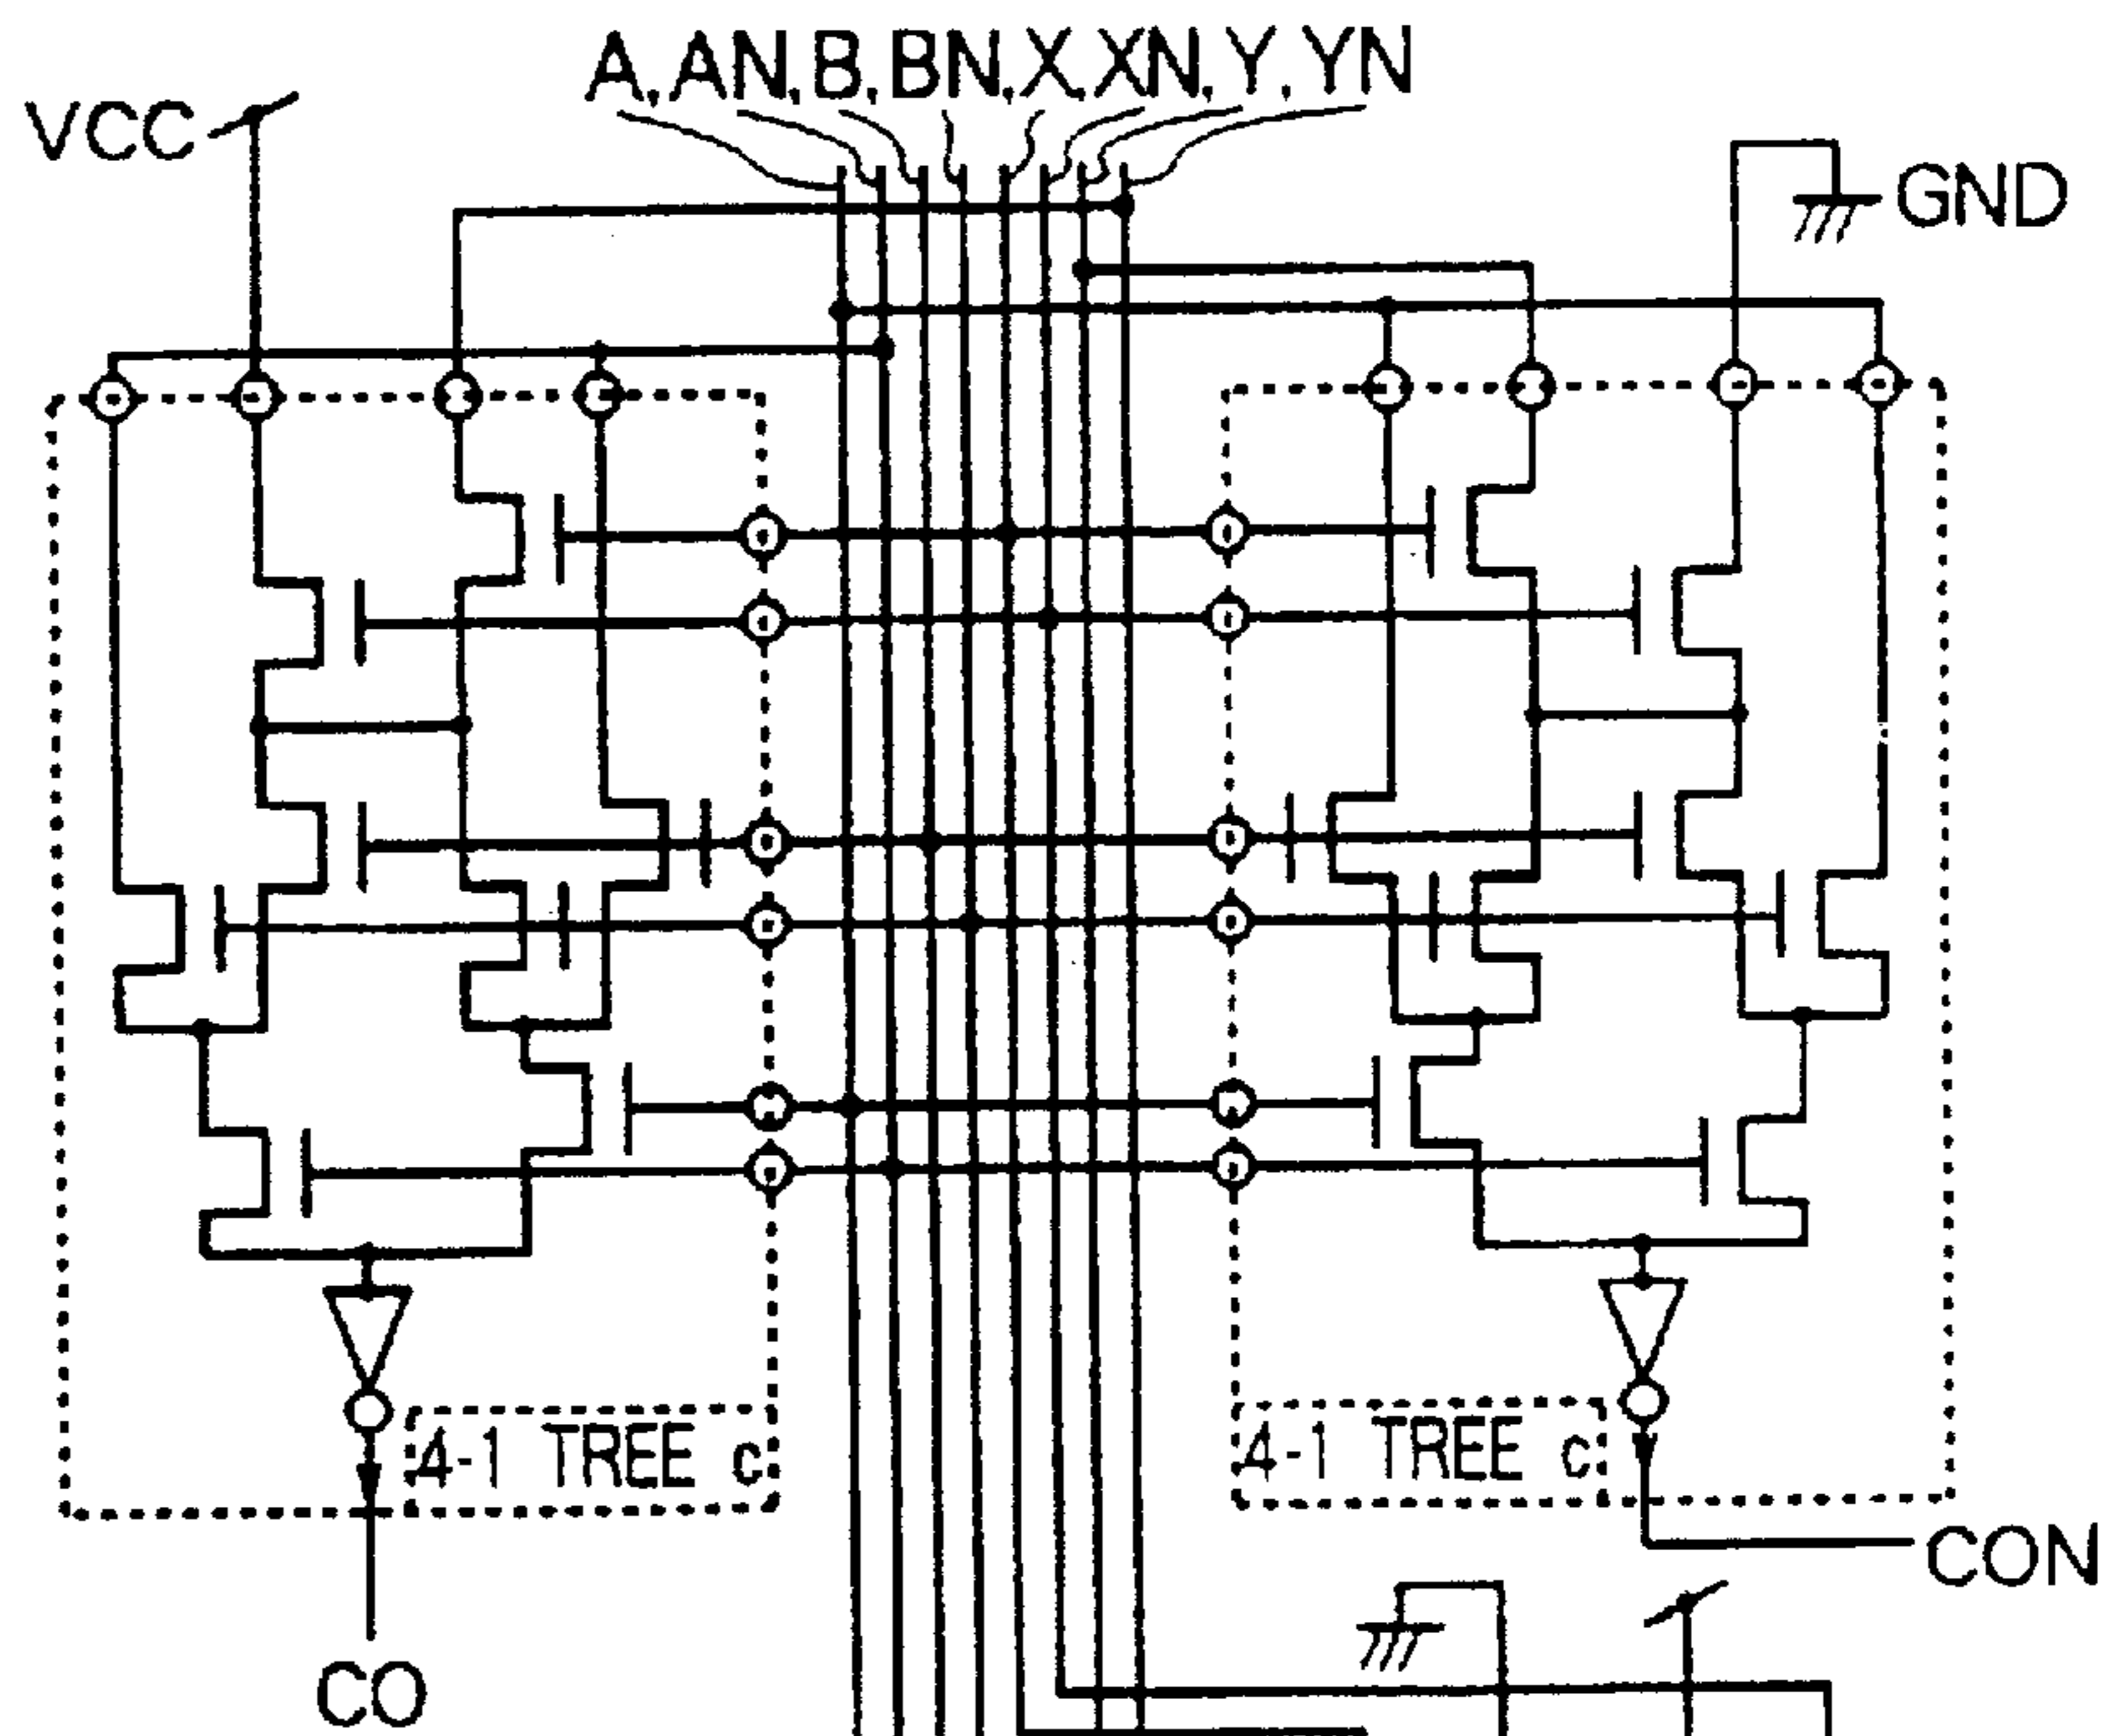 A, AN, B, BN, X, XN, Y, YN
VCC
GND
4-1 TREE c
4-1 TREE c
CON
CO